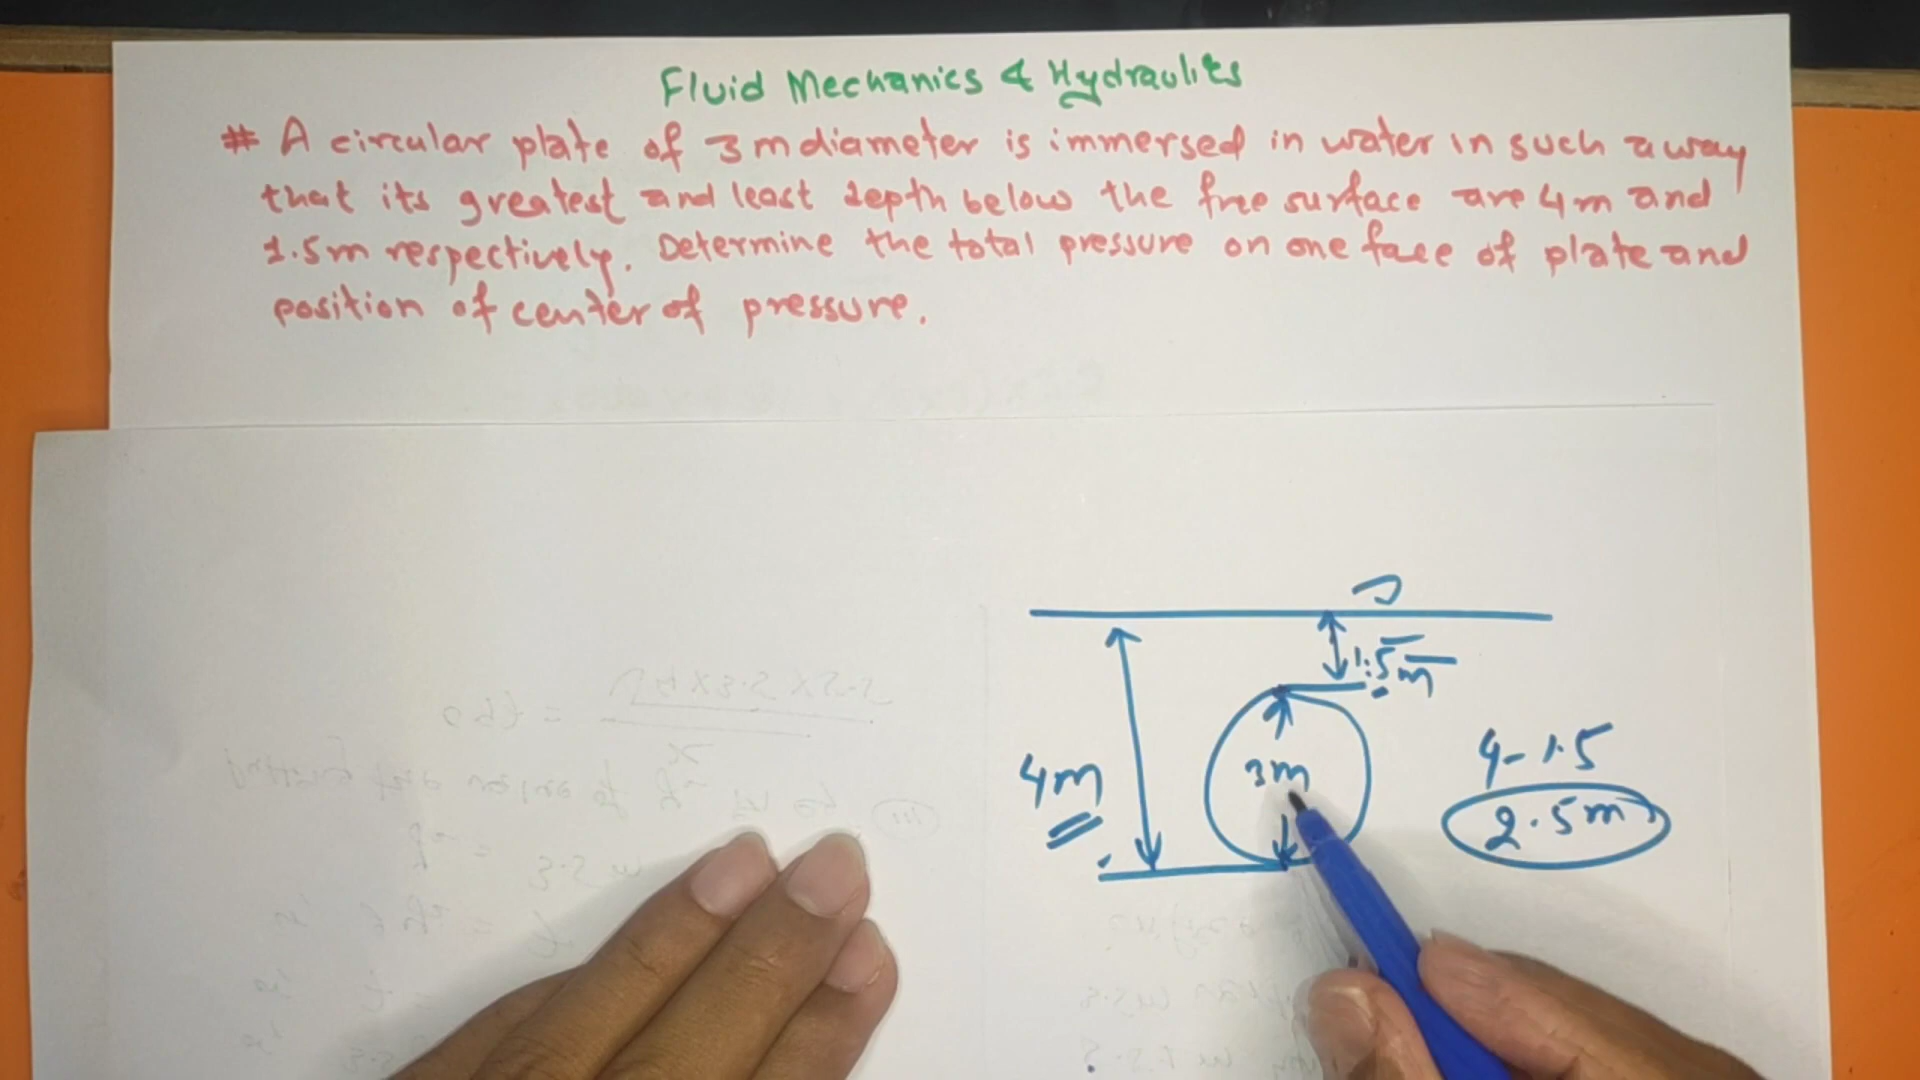 Fluid Mechanics & Hydraulics
# A circular plate of 3m diameter is immersed in water in such a way
that its greatest and least depth below the free surface are 4m and
1.5m respectively. Determine the total pressure on one face of plate and
position of center of pressure.
1.5m
4m
3m
4-1.5
2.5m